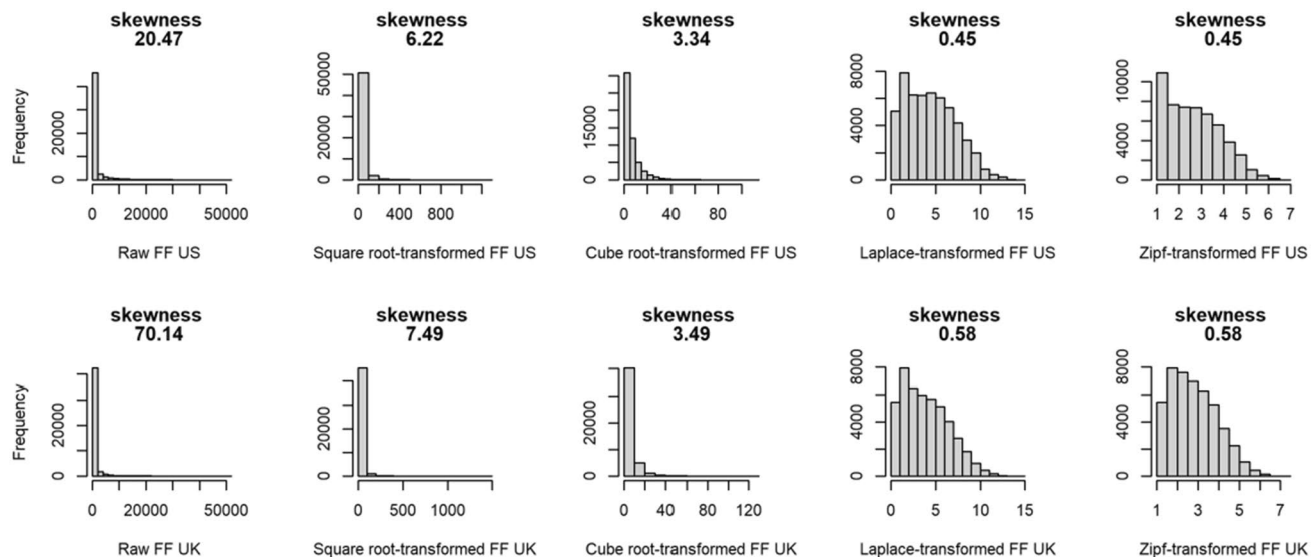 skewness
20.47
skewness
6.22
skewness
3.34
skewness
0.45
skewness
0.45
Frequency
0 20000
0 20000 50000
Raw FF US
0 20000 50000
0 400 800
Square root-transformed FF US
0 15000
0 40 80
Cube root-transformed FF US
0 4000 8000
0 5 10 15
Laplace-transformed FF US
0 4000 10000
1 2 3 4 5 6 7
Zipf-transformed FF US
skewness
70.14
skewness
7.49
skewness
3.49
skewness
0.58
skewness
0.58
Frequency
0 20000
0 20000 50000
Raw FF UK
0 20000
0 500 1000
Square root-transformed FF UK
0 20000
0 40 80 120
Cube root-transformed FF UK
0 4000 8000
0 5 10 15
Laplace-transformed FF UK
0 4000 8000
1 3 5 7
Zipf-transformed FF UK